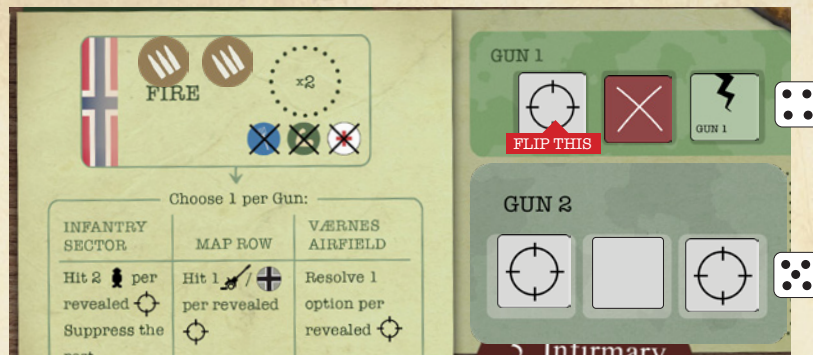 FIRE
x2
Choose 1 per Gun:
INFANTRY
SECTOR
MAP ROW
VÆRNES
AIRFIELD
Hit 2 per
revealed
Suppress the
Hit 1 /
per revealed
Resolve 1
option per
revealed
GUN 1
GUN 1
FLIP THIS
GUN 2
Infirmary